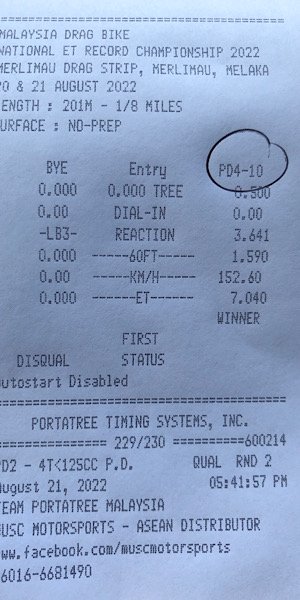 ================================
MALAYSIA DRAG BIKE
NATIONAL ET RECORD CHAMPIONSHIP 2022
MERLIMAU DRAG STRIP, MERLIMAU, MELAKA
20 & 21 AUGUST 2022
LENGTH : 201M - 1/8 MILES
SURFACE : NO-PREP
BYE Entry PD4-10
0.000 0.000 TREE 0.500
0.00 DIAL-IN 0.00
-LB3- REACTION 3.641
0.000 -----60FT----- 1.590
0.00 -----KM/H----- 152.60
0.000 ------ET------ 7.040
WINNER
FIRST
DISQUAL STATUS
Autostart Disabled
================================
PORTATREE TIMING SYSTEMS, INC.
=============== 229/230 ==========600214
PD2 - 4T<125CC P.D. QUAL RND 2
August 21, 2022 05:41:57 PM
TEAM PORTATREE MALAYSIA
MUSC MOTORSPORTS - ASEAN DISTRIBUTOR
www.facebook.com/muscmotorsports
6016-6681490